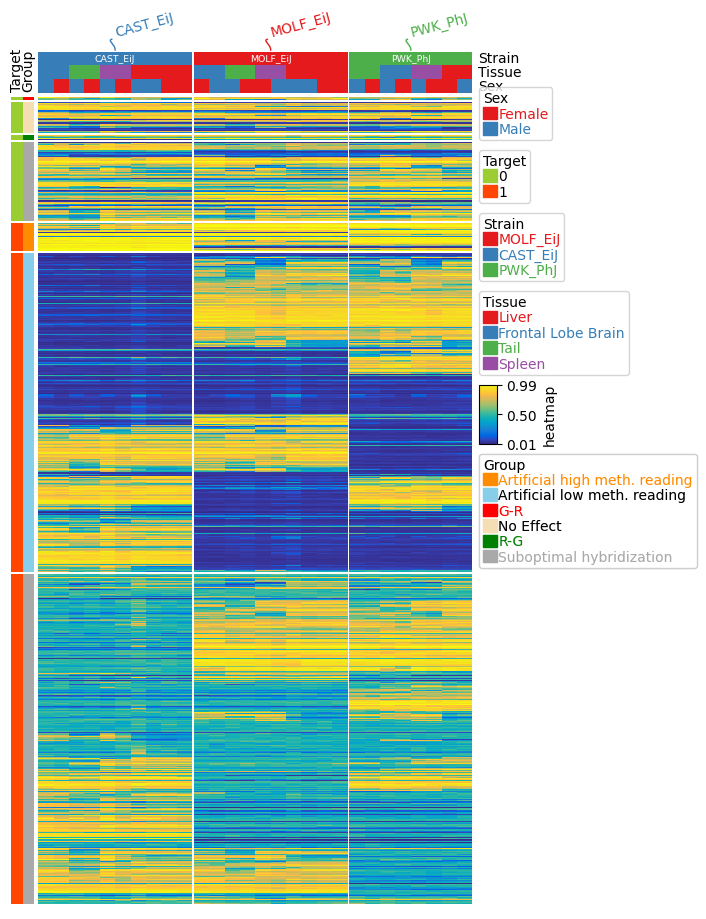 CAST_EiJ
MOLF_EiJ
PWK_PhJ
Target
Group
CAST_EiJ
MOLF_EiJ
PWK_PhJ
Strain
Tissue
Sex
Sex
Female
Male
Target
0
1
Strain
MOLF_EiJ
CAST_EiJ
PWK_PhJ
Tissue
Liver
Frontal Lobe Brain
Tail
Spleen
0.99
0.50
0.01
heatmap
Group
Artificial high meth. reading
Artificial low meth. reading
G-R
No Effect
R-G
Suboptimal hybridization